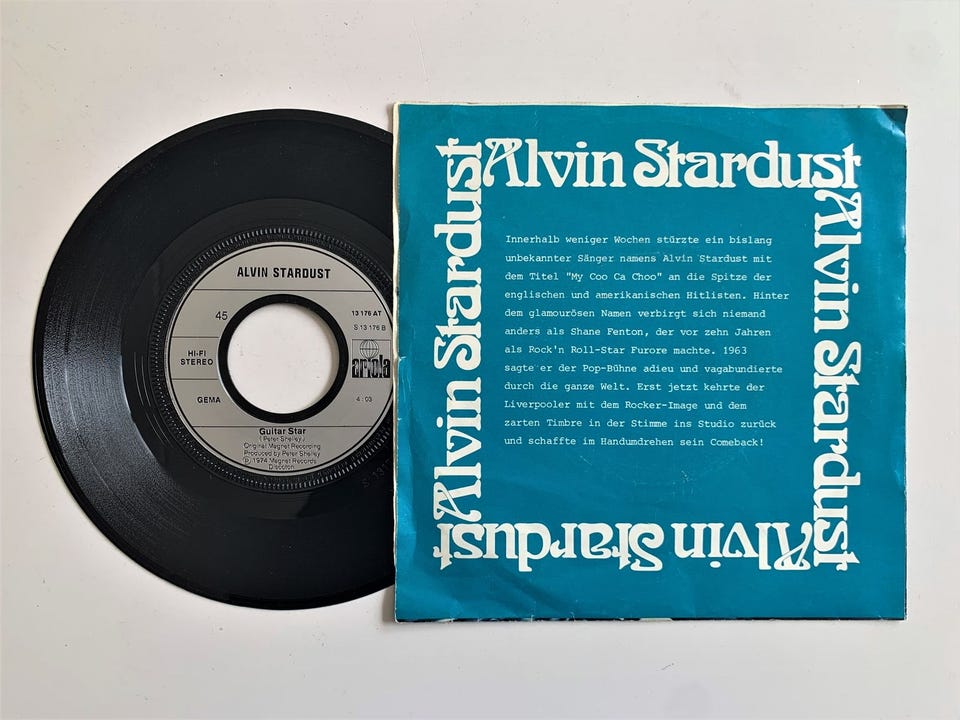 ALVIN STARDUST
45
13 176 AT
S 13 176 B
HI-FI
STEREO
ariola
GEMA
4:03
Guitar Star
(Peter Shelley)
Original Magnet Recording
Produced by Peter Shelley
Ⓟ 1974 Magnet Records
Discoton
Alvin Stardust
Alvin Stardust
Alvin Stardust
Alvin Stardust
Innerhalb weniger Wochen stürzte ein bislang
unbekannter Sänger namens Alvin Stardust mit
dem Titel "My Coo Ca Choo" an die Spitze der
englischen und amerikanischen Hitlisten. Hinter
dem glamourösen Namen verbirgt sich niemand
anders als Shane Fenton, der vor zehn Jahren
als Rock'n Roll-Star Furore machte. 1963
sagte er der Pop-Bühne adieu und vagabundierte
durch die ganze Welt. Erst jetzt kehrte der
Liverpooler mit dem Rocker-Image und dem
zarten Timbre in der Stimme ins Studio zurück
und schaffte im Handumdrehen sein Comeback!